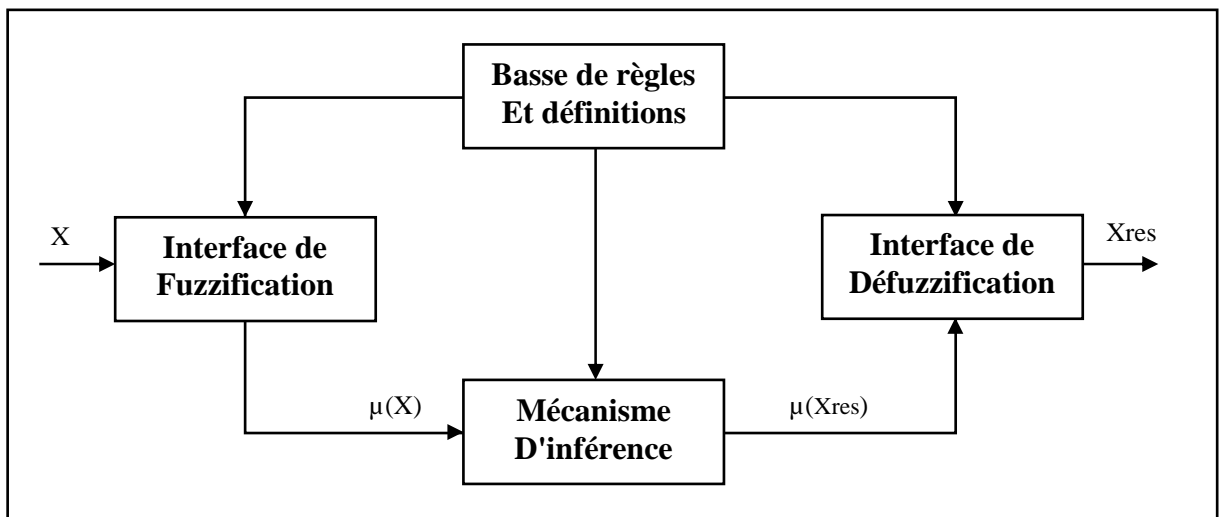 Basse de règles
Et définitions
X
Interface de
Fuzzification
Interface de
Défuzzification
Xres
µ(X)
Mécanisme
D'inférence
µ(Xres)